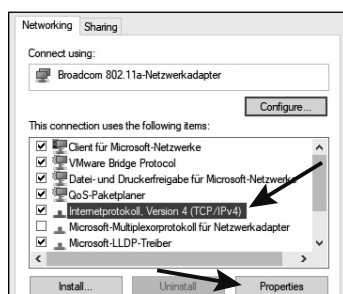 Networking Sharing
Connect using:
Broadcom 802.11a-Netzwerkadapter
Configure...
This connection uses the following items:
Client für Microsoft-Netzwerke
VMware Bridge Protocol
Datei- und Druckerfreigabe für Microsoft-Netzwerke
QoS-Paketplaner
Internetprotokoll, Version 4 (TCP/IPv4)
Microsoft-Multiplexorprotokoll für Netzwerkadapter
Microsoft-LLDP-Treiber
Install... Uninstall Properties